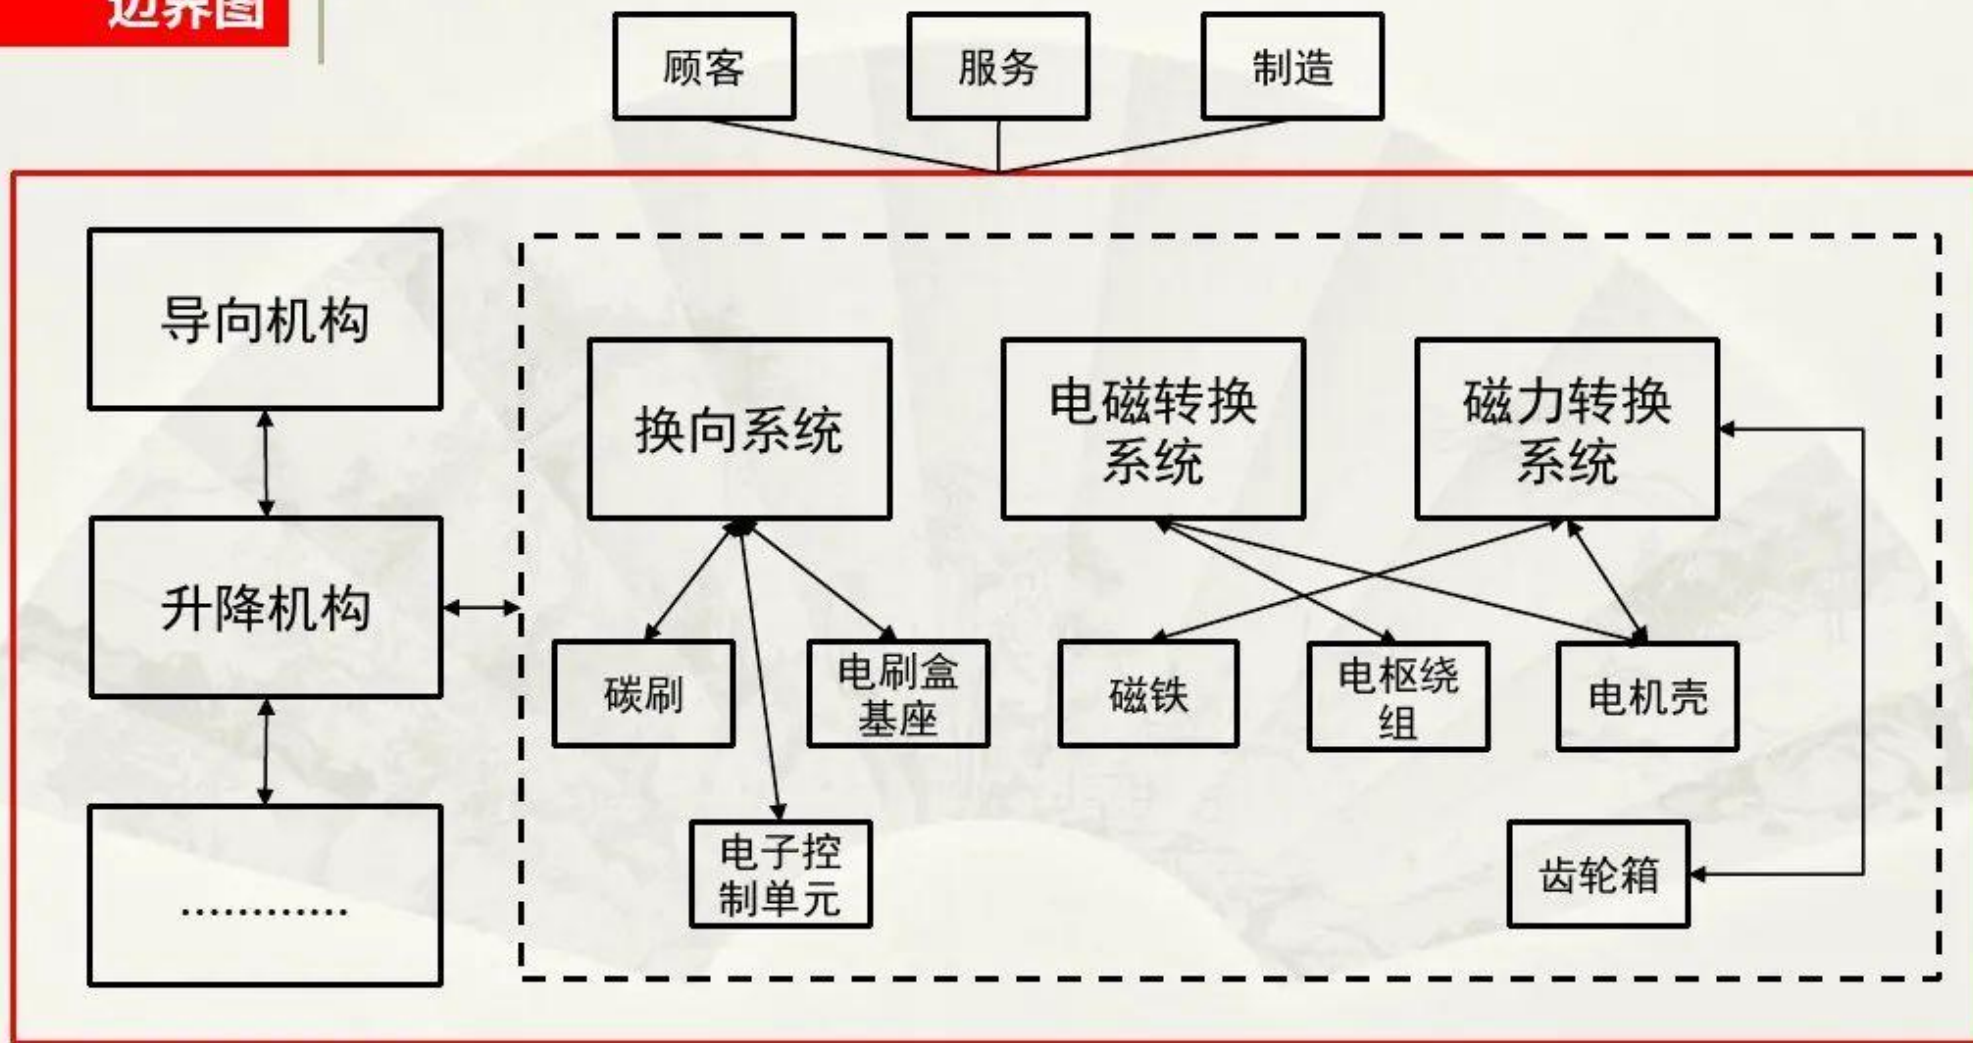 边界图
顾客
服务
制造
导向机构
换向系统
电磁转换
系统
磁力转换
系统
升降机构
碳刷
电刷盒
基座
磁铁
电枢绕
组
电机壳
电子控
制单元
齿轮箱
…………